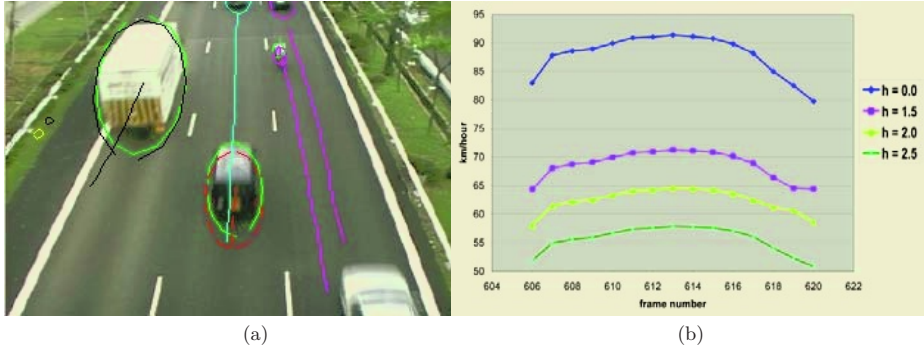 95
90
85
80
75
70
65
60
55
50
km/hour
604 606 608 610 612 614 616 618 620 622
frame number
h = 0.0
h = 1.5
h = 2.0
h = 2.5
(a) (b)